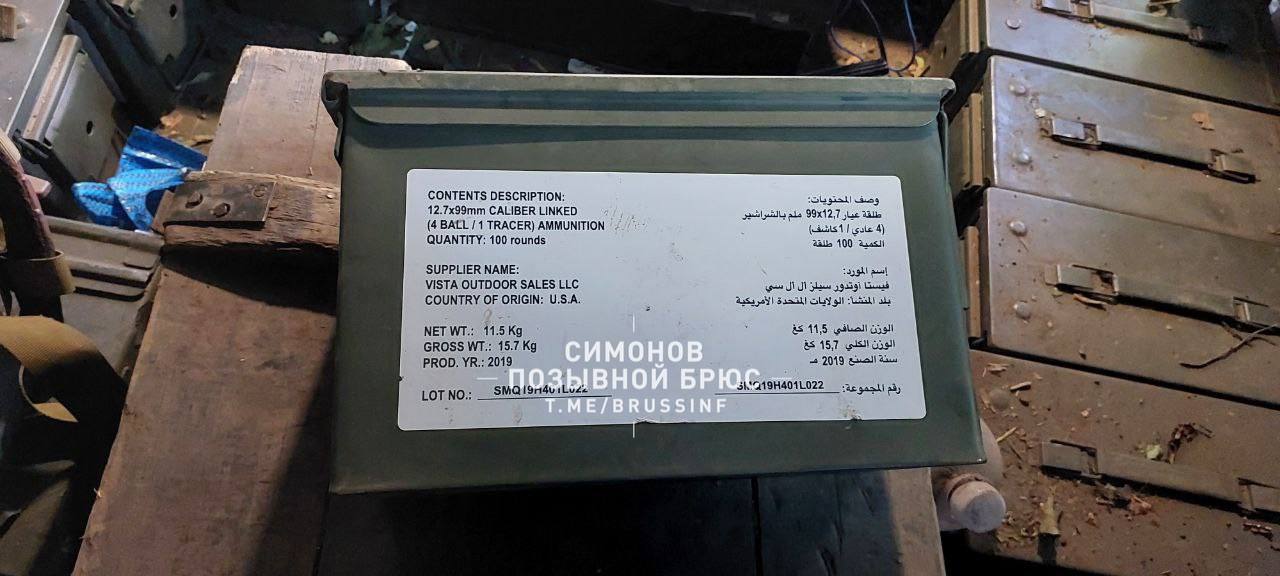 CONTENTS DESCRIPTION:
12.7x99mm CALIBER LINKED
(4 BALL / 1 TRACER) AMMUNITION
QUANTITY: 100 rounds
SUPPLIER NAME:
VISTA OUTDOOR SALES LLC
COUNTRY OF ORIGIN: U.S.A.
NET WT.: 11.5 Kg
GROSS WT.: 15.7 Kg
PROD. YR.: 2019
LOT NO.: SMQ19H401L022
وصف المحتويات:
طلقة عيار 12,7x99 ملم بالشراشير
(4 عادي / 1 كاشف)
الكمية 100 طلقة
إسم المورد:
فيستا أوتدور سيلز ال ال سي
بلد المنشأ: الولايات المتحدة الأمريكية
الوزن الصافي 11,5 كغ
الوزن الكلي 15,7 كغ
سنة الصنع 2019 مـ
رقم المجموعة: SMQ19H401L022
СИМОНОВ
ПОЗЫВНОЙ БРЮС
T.ME/BRUSSINF